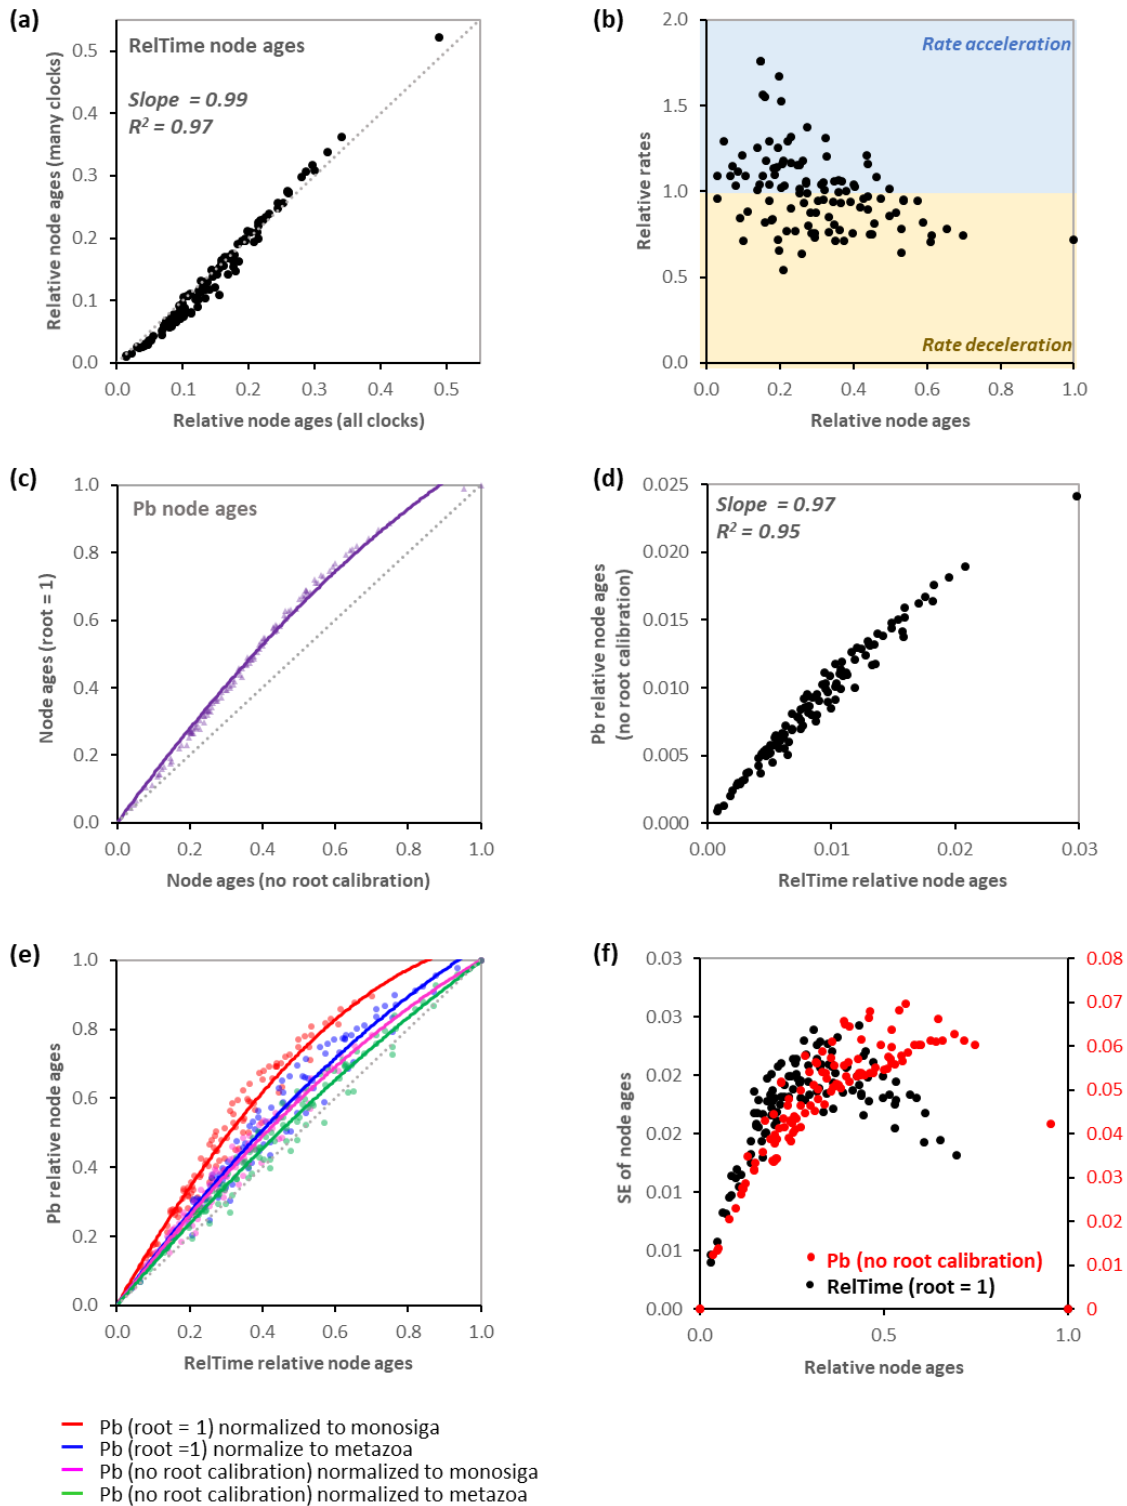 (a)
RelTime node ages
Slope = 0.99
R² = 0.97
Relative node ages (many clocks)
0.5
0.4
0.3
0.2
0.1
0.0
0.0 0.1 0.2 0.3 0.4 0.5
Relative node ages (all clocks)
(b)
Rate acceleration
Rate deceleration
Relative rates
2.0
1.5
1.0
0.5
0.0
0.0 0.2 0.4 0.6 0.8 1.0
Relative node ages
(c)
Pb node ages
Node ages (root = 1)
1.0
0.8
0.6
0.4
0.2
0.0
0.0 0.2 0.4 0.6 0.8 1.0
Node ages (no root calibration)
(d)
Slope = 0.97
R² = 0.95
Pb relative node ages
(no root calibration)
0.025
0.020
0.015
0.010
0.005
0.000
0.00 0.01 0.02 0.03
RelTime relative node ages
(e)
Pb relative node ages
1.0
0.8
0.6
0.4
0.2
0.0
0.0 0.2 0.4 0.6 0.8 1.0
RelTime relative node ages
Pb (root = 1) normalized to monosiga
Pb (root =1) normalize to metazoa
Pb (no root calibration) normalized to monosiga
Pb (no root calibration) normalized to metazoa
(f)
SE of node ages
0.03
0.03
0.02
0.02
0.01
0.01
0.00
0.08
0.07
0.06
0.05
0.04
0.03
0.02
0.01
0
Pb (no root calibration)
RelTime (root = 1)
0.0 0.5 1.0
Relative node ages